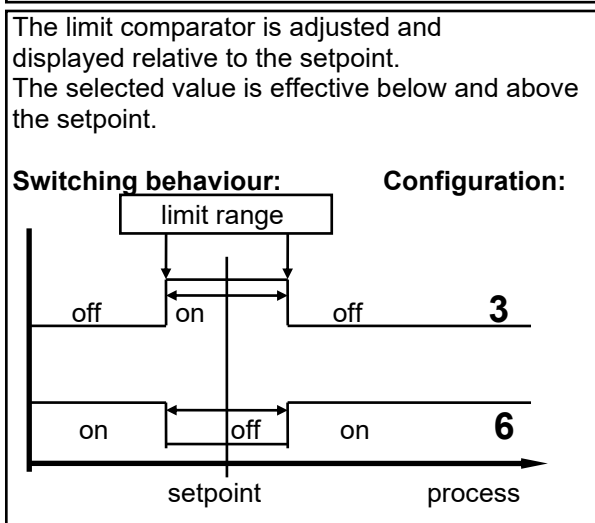 The limit comparator is adjusted and
displayed relative to the setpoint.
The selected value is effective below and above
the setpoint.
Switching behaviour: Configuration:
limit range
off on off 3
on off on 6
setpoint process